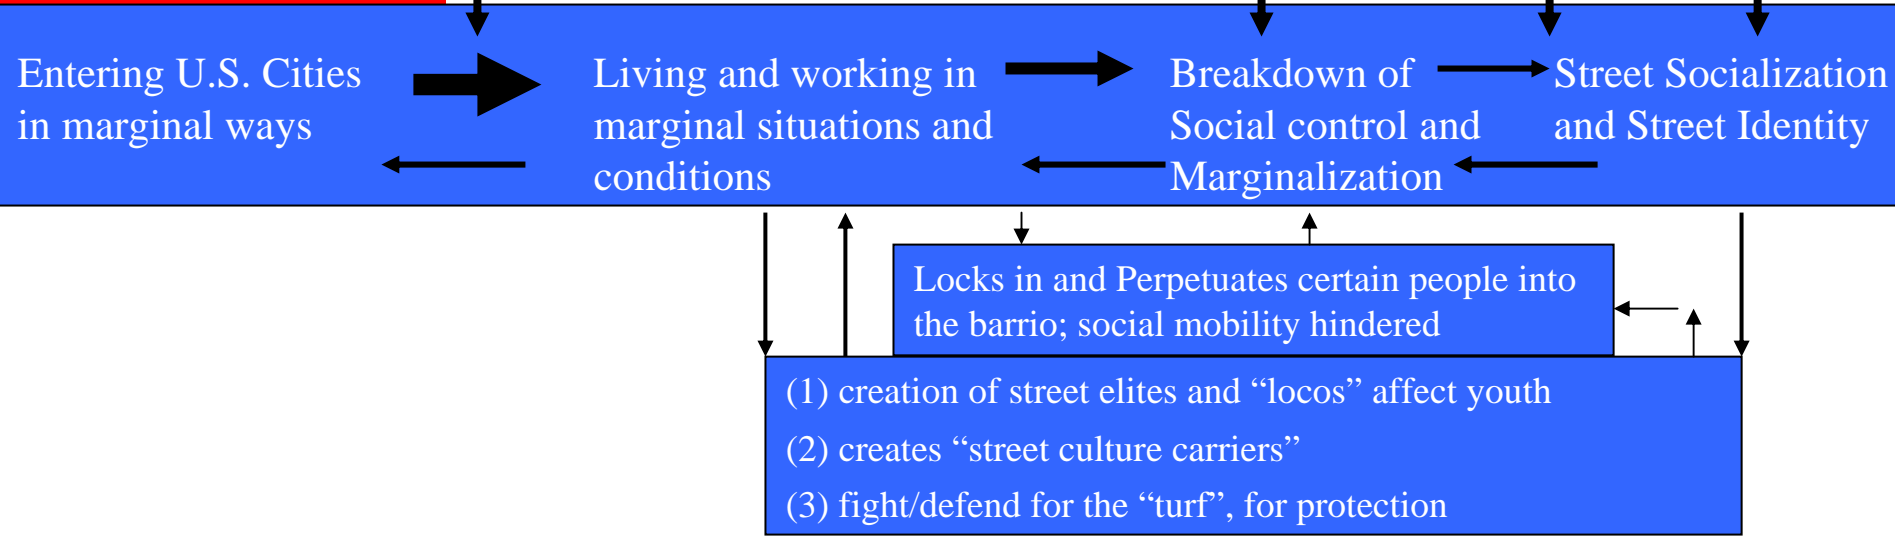 Entering U.S. Cities
in marginal ways
Living and working in
marginal situations and
conditions
Breakdown of
Social control and
Marginalization
Street Socialization
and Street Identity
Locks in and Perpetuates certain people into
the barrio; social mobility hindered
(1) creation of street elites and “locos” affect youth
(2) creates “street culture carriers”
(3) fight/defend for the “turf”, for protection